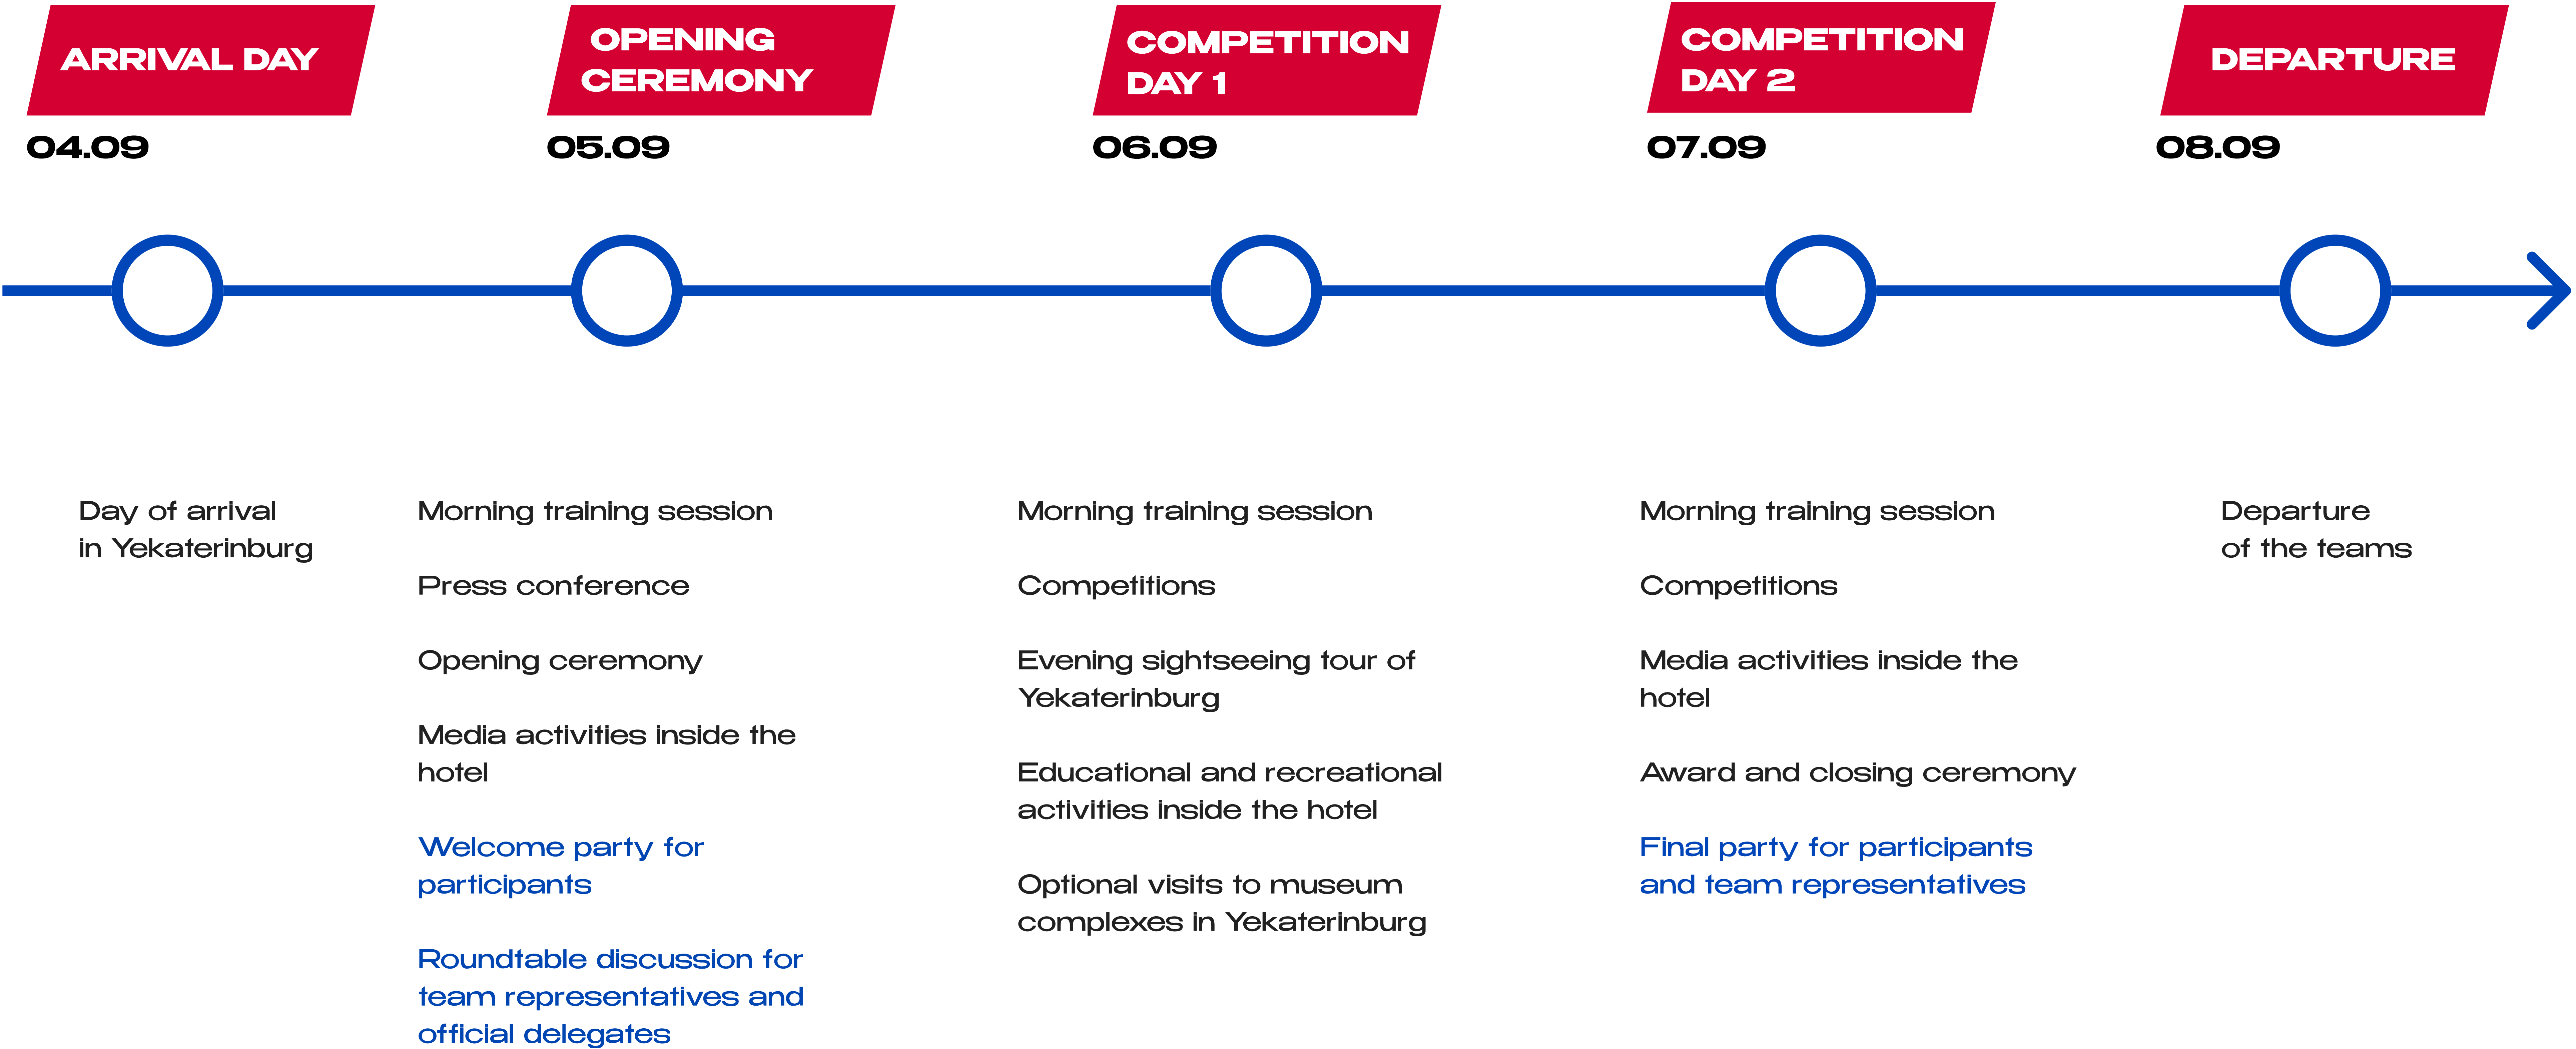 ARRIVAL DAY
04.09
OPENING
CEREMONY
05.09
COMPETITION
DAY 1
06.09
COMPETITION
DAY 2
07.09
DEPARTURE
08.09
Day of arrival
in Yekaterinburg
Morning training session
Press conference
Opening ceremony
Media activities inside the
hotel
Welcome party for
participants
Roundtable discussion for
team representatives and
official delegates
Morning training session
Competitions
Evening sightseeing tour of
Yekaterinburg
Educational and recreational
activities inside the hotel
Optional visits to museum
complexes in Yekaterinburg
Morning training session
Competitions
Media activities inside the
hotel
Award and closing ceremony
Final party for participants
and team representatives
Departure
of the teams